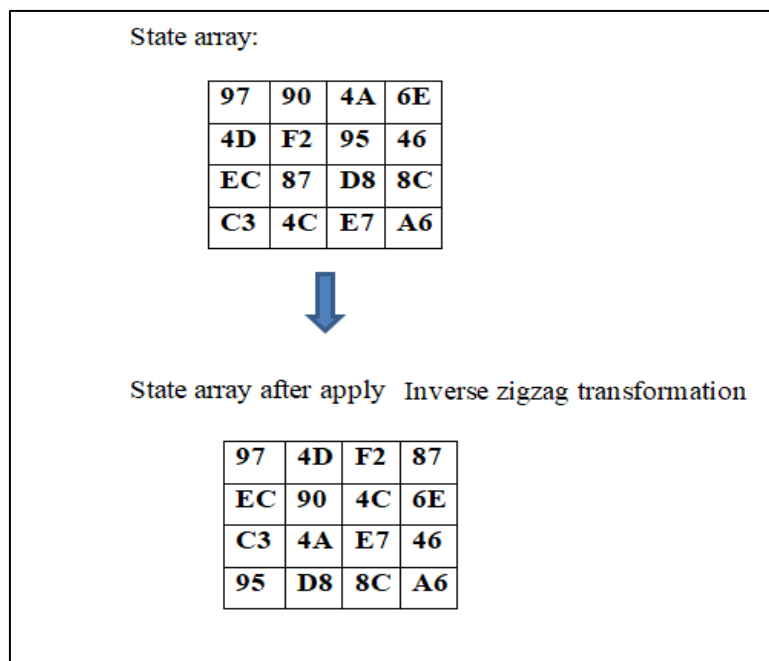 State array:
97 90 4A 6E
4D F2 95 46
EC 87 D8 8C
C3 4C E7 A6
State array after apply Inverse zigzag transformation
97 4D F2 87
EC 90 4C 6E
C3 4A E7 46
95 D8 8C A6